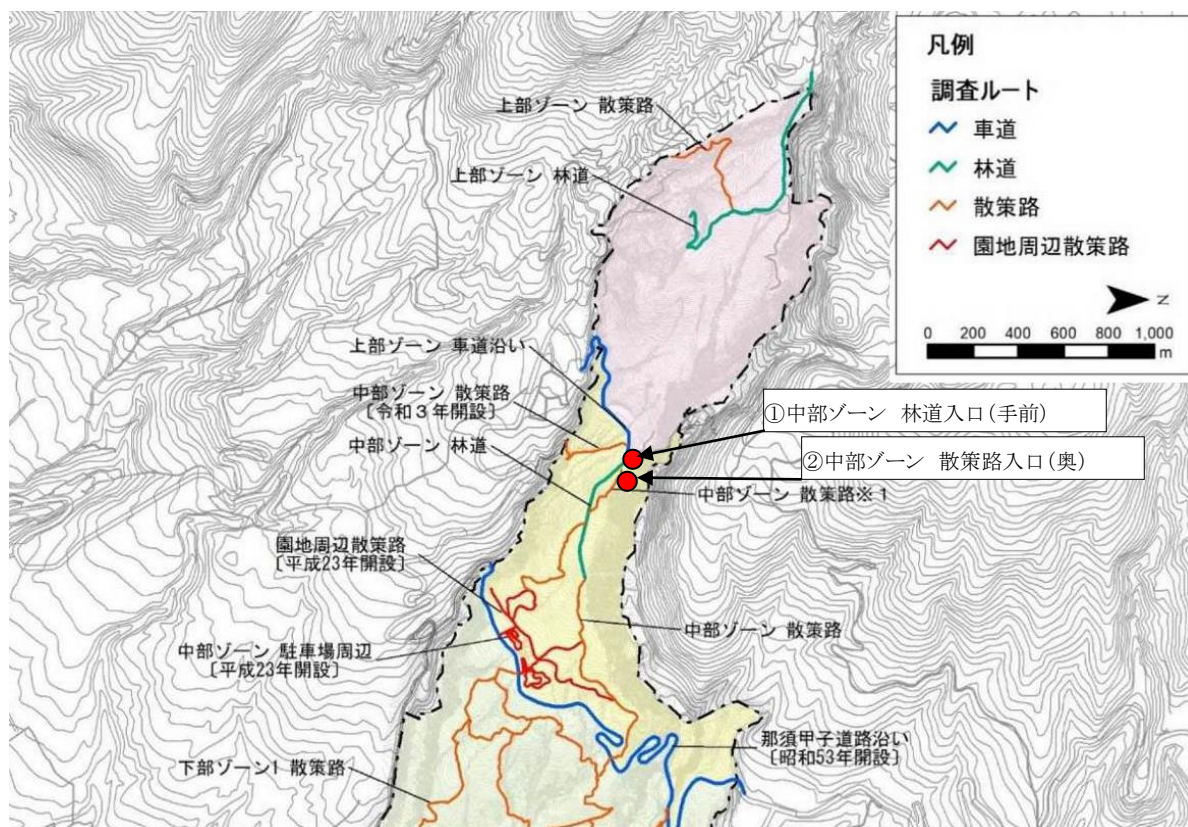 凡例
調査ルート
車道
林道
散策路
園地周辺散策路
N
0 200 400 600 800 1,000
m
上部ゾーン 散策路
上部ゾーン 林道
上部ゾーン 車道沿い
中部ゾーン 散策路
〔令和3年開設〕
中部ゾーン 林道
①中部ゾーン 林道入口(手前)
②中部ゾーン 散策路入口(奥)
中部ゾーン 散策路※1
園地周辺散策路
〔平成23年開設〕
中部ゾーン 散策路
中部ゾーン 駐車場周辺
〔平成23年開設〕
那須甲子道路沿い
〔昭和53年開設〕
下部ゾーン1 散策路